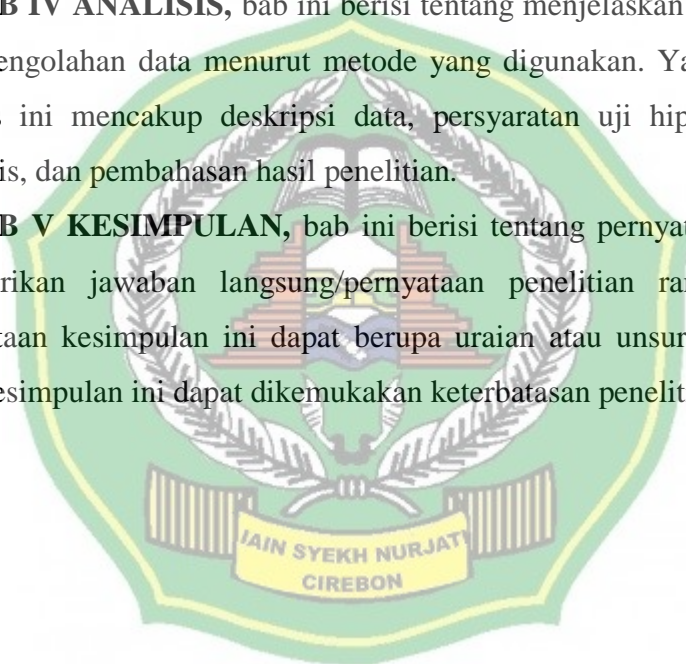 B IV ANALISIS, bab ini berisi tentang menjelaskan
engolahan data menurut metode yang digunakan. Ya
ini mencakup deskripsi data, persyaratan uji hip
is, dan pembahasan hasil penelitian.
B V KESIMPULAN, bab ini berisi tentang pernya
rikan jawaban langsung/pernyataan penelitian ra
taan kesimpulan ini dapat berupa uraian atau unsur
esimpulan ini dapat dikemukakan keterbatasan penelit
IAIN SYEKH NURJATI
CIREBON